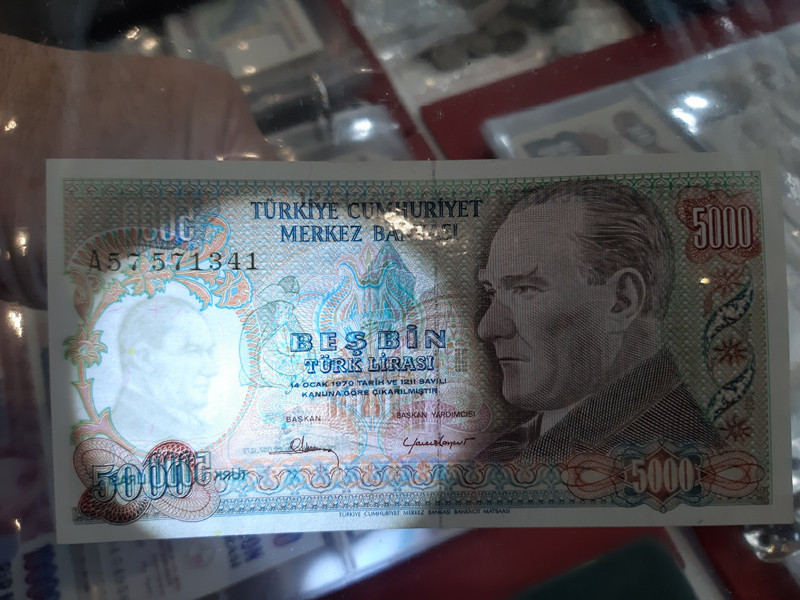 TÜRKİYE CUMHURİYET
MERKEZ BANKASI
5000
A57 571341
BEŞ BİN
TÜRK LİRASI
14 OCAK 1970 TARİH VE 1211 SAYILI
KANUNA GÖRE ÇIKARILMIŞTIR
BAŞKAN BAŞKAN YARDIMCISI
5000 5000
TÜRKİYE CUMHURİYET MERKEZ BANKASI BANKNOT MATBAASI